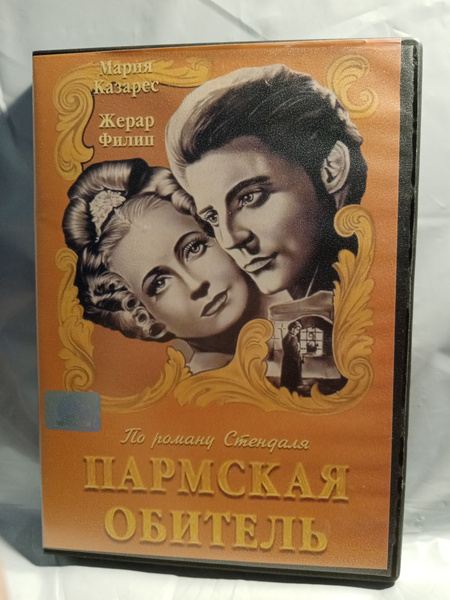 Мария
Казарес
Жерар
Филип
По роману Стендаля
ПАРМСКАЯ
ОБИТЕЛЬ